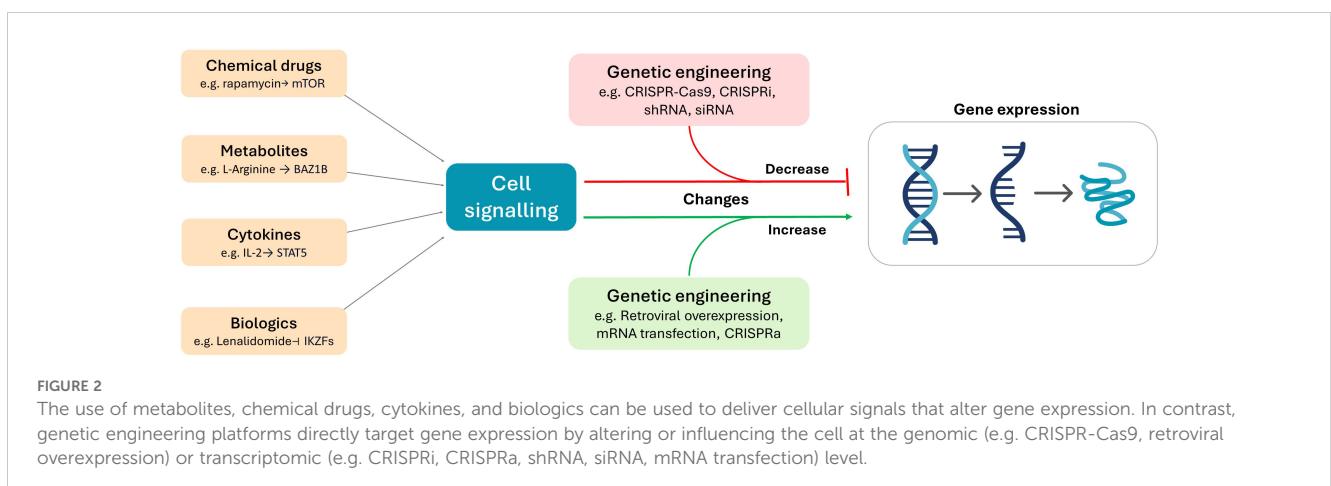 Chemical drugs
e.g. rapamycin→ mTOR
Metabolites
e.g. L-Arginine → BAZ1B
Cytokines
e.g. IL-2→ STAT5
Biologics
e.g. Lenalidomide⊣ IKZFs
Cell
signalling
Genetic engineering
e.g. CRISPR-Cas9, CRISPRi,
shRNA, siRNA
Decrease
Changes
Increase
Genetic engineering
e.g. Retroviral overexpression,
mRNA transfection, CRISPRa
Gene expression
FIGURE 2
The use of metabolites, chemical drugs, cytokines, and biologics can be used to deliver cellular signals that alter gene expression. In contrast,
genetic engineering platforms directly target gene expression by altering or influencing the cell at the genomic (e.g. CRISPR-Cas9, retroviral
overexpression) or transcriptomic (e.g. CRISPRi, CRISPRa, shRNA, siRNA, mRNA transfection) level.